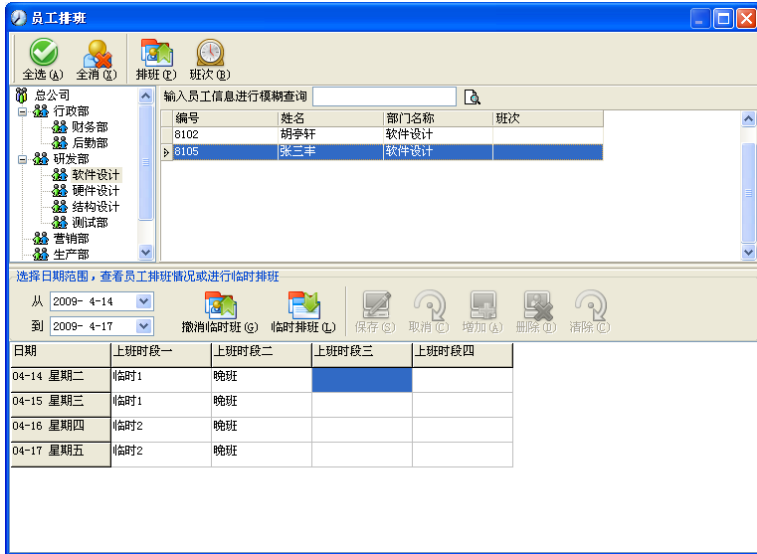 员工排班
全选(A) 全消(X) 排班(P) 班次(B)
总公司
行政部
财务部
后勤部
研发部
软件设计
硬件设计
结构设计
测试部
营销部
生产部
输入员工信息进行模糊查询
编号 姓名 部门名称 班次
8102 胡亭轩 软件设计
8105 张三丰 软件设计
选择日期范围,查看员工排班情况或进行临时排班
从 2009- 4-14
到 2009- 4-17
撤消临时班(G) 临时排班(L) 保存(S) 取消(C) 增加(A) 册除(D) 清除(C)
日期 上班时段一 上班时段二 上班时段三 上班时段四
04-14 星期二 临时1 晚班
04-15 星期三 临时1 晚班
04-16 星期四 临时2 晚班
04-17 星期五 临时2 晚班